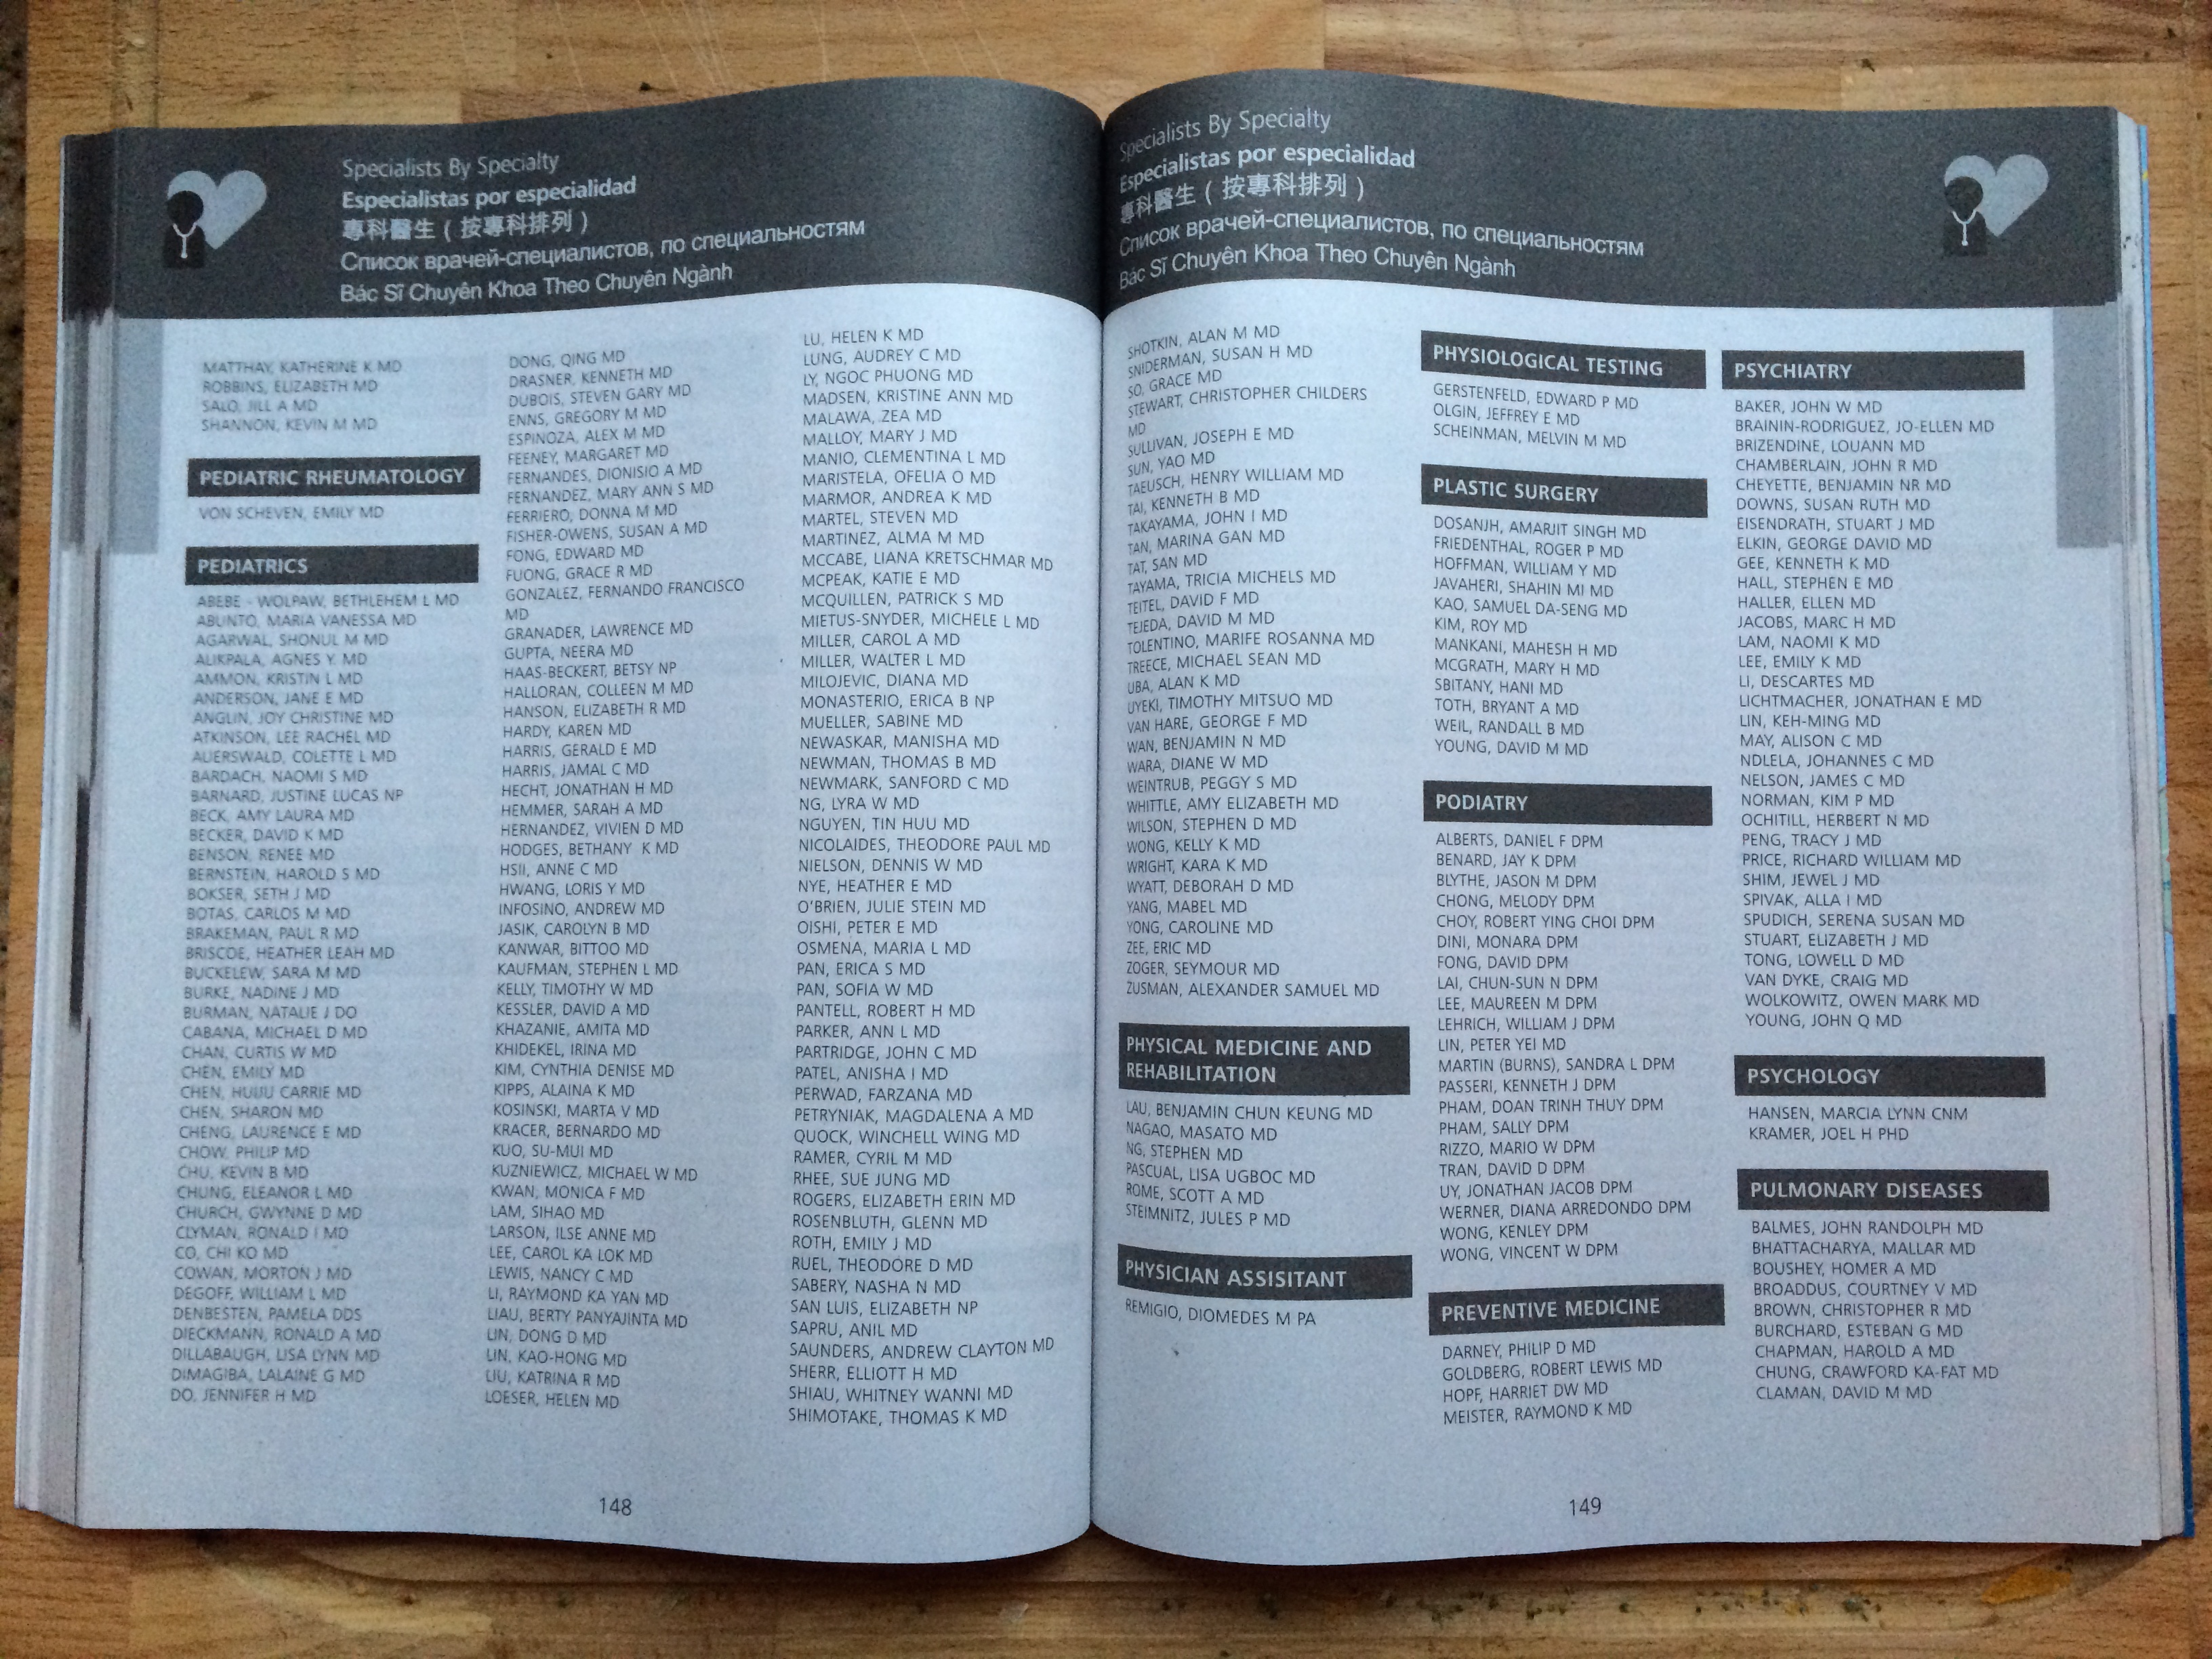 Specialists By Specialty
Especialistas por especialidad
專科醫生 ( 按專科排列 )
Список врачей-специалистов, по специальностям
Bác Sĩ Chuyên Khoa Theo Chuyên Ngành
MATTHAY, KATHERINE K MD
ROBBINS, ELIZABETH MD
SALO, JILL A MD
SHANNON, KEVIN M MD
PEDIATRIC RHEUMATOLOGY
VON SCHEVEN, EMILY MD
PEDIATRICS
ABEBE - WOLPAW, BETHLEHEM L MD
ABUNTO, MARIA VANESSA MD
AGARWAL, SHONUL M MD
ALIKPALA, AGNES Y MD
AMMON, KRISTIN L MD
ANDERSON, JANE E MD
ANGLIN, JOY CHRISTINE MD
ATKINSON, LEE RACHEL MD
AUERSWALD, COLETTE L MD
BARDACH, NAOMI S MD
BARNARD, JUSTINE LUCAS NP
BECK, AMY LAURA MD
BECKER, DAVID K MD
BENSON, RENEE MD
BERNSTEIN, HAROLD S MD
BOKSER, SETH J MD
BOTAS, CARLOS M MD
BRAKEMAN, PAUL R MD
BRISCOE, HEATHER LEAH MD
BUCKELEW, SARA M MD
BURKE, NADINE J MD
BURMAN, NATALIE J DO
CABANA, MICHAEL D MD
CHAN, CURTIS W MD
CHEN, EMILY MD
CHEN, HUIJU CARRIE MD
CHEN, SHARON MD
CHENG, LAURENCE E MD
CHOW, PHILIP MD
CHU, KEVIN B MD
CHUNG, ELEANOR L MD
CHURCH, GWYNNE D MD
CLYMAN, RONALD I MD
CO, CHI KO MD
COWAN, MORTON J MD
DEGOFF, WILLIAM L MD
DENBESTEN, PAMELA DDS
DIECKMANN, RONALD A MD
DILLABAUGH, LISA LYNN MD
DIMAGIBA, LALAINE G MD
DO, JENNIFER H MD
DONG, QING MD
DRASNER, KENNETH MD
DUBOIS, STEVEN GARY MD
ENNS, GREGORY M MD
ESPINOZA, ALEX M MD
FEENEY, MARGARET MD
FERNANDES, DIONISIO A MD
FERNANDEZ, MARY ANN S MD
FERRIERO, DONNA M MD
FISHER-OWENS, SUSAN A MD
FONG, EDWARD MD
FUONG, GRACE R MD
GONZALEZ, FERNANDO FRANCISCO
MD
GRANADER, LAWRENCE MD
GUPTA, NEERA MD
HAAS-BECKERT, BETSY NP
HALLORAN, COLLEEN M MD
HANSON, ELIZABETH R MD
HARDY, KAREN MD
HARRIS, GERALD E MD
HARRIS, JAMAL C MD
HECHT, JONATHAN H MD
HEMMER, SARAH A MD
HERNANDEZ, VIVIEN D MD
HODGES, BETHANY K MD
HSII, ANNE C MD
HWANG, LORIS Y MD
INFOSINO, ANDREW MD
JASIK, CAROLYN B MD
KANWAR, BITTOO MD
KAUFMAN, STEPHEN L MD
KELLY, TIMOTHY W MD
KESSLER, DAVID A MD
KHAZANIE, AMITA MD
KHIDEKEL, IRINA MD
KIM, CYNTHIA DENISE MD
KIPPS, ALAINA K MD
KOSINSKI, MARTA V MD
KRACER, BERNARDO MD
KUO, SU-MUI MD
KUZNIEWICZ, MICHAEL W MD
KWAN, MONICA F MD
LAM, SIHAO MD
LARSON, ILSE ANNE MD
LEE, CAROL KA LOK MD
LEWIS, NANCY C MD
LI, RAYMOND KA YAN MD
LIAU, BERTY PANYAJINTA MD
LIN, DONG D MD
LIN, KAO-HONG MD
LIU, KATRINA R MD
LOESER, HELEN MD
LU, HELEN K MD
LUNG, AUDREY C MD
LY, NGOC PHUONG MD
MADSEN, KRISTINE ANN MD
MALAWA, ZEA MD
MALLOY, MARY J MD
MANIO, CLEMENTINA L MD
MARISTELA, OFELIA O MD
MARMOR, ANDREA K MD
MARTEL, STEVEN MD
MARTINEZ, ALMA M MD
MCCABE, LIANA KRETSCHMAR MD
MCPEAK, KATIE E MD
MCQUILLEN, PATRICK S MD
MIETUS-SNYDER, MICHELE L MD
MILLER, CAROL A MD
MILLER, WALTER L MD
MILOJEVIC, DIANA MD
MONASTERIO, ERICA B NP
MUELLER, SABINE MD
NEWASKAR, MANISHA MD
NEWMAN, THOMAS B MD
NEWMARK, SANFORD C MD
NG, LYRA W MD
NGUYEN, TIN HUU MD
NICOLAIDES, THEODORE PAUL MD
NIELSON, DENNIS W MD
NYE, HEATHER E MD
O'BRIEN, JULIE STEIN MD
OISHI, PETER E MD
OSMENA, MARIA L MD
PAN, ERICA S MD
PAN, SOFIA W MD
PANTELL, ROBERT H MD
PARKER, ANN L MD
PARTRIDGE, JOHN C MD
PATEL, ANISHA I MD
PERWAD, FARZANA MD
PETRYNIAK, MAGDALENA A MD
QUOCK, WINCHELL WING MD
RAMER, CYRIL M MD
RHEE, SUE JUNG MD
ROGERS, ELIZABETH ERIN MD
ROSENBLUTH, GLENN MD
ROTH, EMILY J MD
RUEL, THEODORE D MD
SABERY, NASHA N MD
SAN LUIS, ELIZABETH NP
SAPRU, ANIL MD
SAUNDERS, ANDREW CLAYTON MD
SHERR, ELLIOTT H MD
SHIAU, WHITNEY WANNI MD
SHIMOTAKE, THOMAS K MD
148
Specialists By Specialty
Especialistas por especialidad
專科醫生 ( 按專科排列 )
Список врачей-специалистов, по специальностям
Bác Sĩ Chuyên Khoa Theo Chuyên Ngành
SHOTKIN, ALAN M MD
SNIDERMAN, SUSAN H MD
SO, GRACE MD
STEWART, CHRISTOPHER CHILDERS
MD
SULLIVAN, JOSEPH E MD
SUN, YAO MD
TAEUSCH, HENRY WILLIAM MD
TAI, KENNETH B MD
TAKAYAMA, JOHN I MD
TAN, MARINA GAN MD
TAT, SAN MD
TAYAMA, TRICIA MICHELS MD
TEITEL, DAVID F MD
TEJEDA, DAVID M MD
TOLENTINO, MARIFE ROSANNA MD
TREECE, MICHAEL SEAN MD
UBA, ALAN K MD
UYEKI, TIMOTHY MITSUO MD
VAN HARE, GEORGE F MD
WAN, BENJAMIN N MD
WARA, DIANE W MD
WEINTRUB, PEGGY S MD
WHITTLE, AMY ELIZABETH MD
WILSON, STEPHEN D MD
WONG, KELLY K MD
WRIGHT, KARA K MD
WYATT, DEBORAH D MD
YANG, MABEL MD
YONG, CAROLINE MD
ZEE, ERIC MD
ZOGER, SEYMOUR MD
ZUSMAN, ALEXANDER SAMUEL MD
PHYSICAL MEDICINE AND
REHABILITATION
LAU, BENJAMIN CHUN KEUNG MD
NAGAO, MASATO MD
NG, STEPHEN MD
PASCUAL, LISA UGBOC MD
ROME, SCOTT A MD
STEIMNITZ, JULES P MD
PHYSICIAN ASSISITANT
REMIGIO, DIOMEDES M PA
PHYSIOLOGICAL TESTING
GERSTENFELD, EDWARD P MD
OLGIN, JEFFREY E MD
SCHEINMAN, MELVIN M MD
PLASTIC SURGERY
DOSANJH, AMARJIT SINGH MD
FRIEDENTHAL, ROGER P MD
HOFFMAN, WILLIAM Y MD
JAVAHERI, SHAHIN MI MD
KAO, SAMUEL DA-SENG MD
KIM, ROY MD
MANKANI, MAHESH H MD
MCGRATH, MARY H MD
SBITANY, HANI MD
TOTH, BRYANT A MD
WEIL, RANDALL B MD
YOUNG, DAVID M MD
PODIATRY
ALBERTS, DANIEL F DPM
BENARD, JAY K DPM
BLYTHE, JASON M DPM
CHONG, MELODY DPM
CHOY, ROBERT YING CHOI DPM
DINI, MONARA DPM
FONG, DAVID DPM
LAI, CHUN-SUN N DPM
LEE, MAUREEN M DPM
LEHRICH, WILLIAM J DPM
LIN, PETER YEI MD
MARTIN (BURNS), SANDRA L DPM
PASSERI, KENNETH J DPM
PHAM, DOAN TRINH THUY DPM
PHAM, SALLY DPM
RIZZO, MARIO W DPM
TRAN, DAVID D DPM
UY, JONATHAN JACOB DPM
WERNER, DIANA ARREDONDO DPM
WONG, KENLEY DPM
WONG, VINCENT W DPM
PREVENTIVE MEDICINE
DARNEY, PHILIP D MD
GOLDBERG, ROBERT LEWIS MD
HOPF, HARRIET DW MD
MEISTER, RAYMOND K MD
PSYCHIATRY
BAKER, JOHN W MD
BRAININ-RODRIGUEZ, JO-ELLEN MD
BRIZENDINE, LOUANN MD
CHAMBERLAIN, JOHN R MD
CHEYETTE, BENJAMIN NR MD
DOWNS, SUSAN RUTH MD
EISENDRATH, STUART J MD
ELKIN, GEORGE DAVID MD
GEE, KENNETH K MD
HALL, STEPHEN E MD
HALLER, ELLEN MD
JACOBS, MARC H MD
LAM, NAOMI K MD
LEE, EMILY K MD
LI, DESCARTES MD
LICHTMACHER, JONATHAN E MD
LIN, KEH-MING MD
MAY, ALISON C MD
NDLELA, JOHANNES C MD
NELSON, JAMES C MD
NORMAN, KIM P MD
OCHITILL, HERBERT N MD
PENG, TRACY J MD
PRICE, RICHARD WILLIAM MD
SHIM, JEWEL J MD
SPIVAK, ALLA I MD
SPUDICH, SERENA SUSAN MD
STUART, ELIZABETH J MD
TONG, LOWELL D MD
VAN DYKE, CRAIG MD
WOLKOWITZ, OWEN MARK MD
YOUNG, JOHN Q MD
PSYCHOLOGY
HANSEN, MARCIA LYNN CNM
KRAMER, JOEL H PHD
PULMONARY DISEASES
BALMES, JOHN RANDOLPH MD
BHATTACHARYA, MALLAR MD
BOUSHEY, HOMER A MD
BROADDUS, COURTNEY V MD
BROWN, CHRISTOPHER R MD
BURCHARD, ESTEBAN G MD
CHAPMAN, HAROLD A MD
CHUNG, CRAWFORD KA-FAT MD
CLAMAN, DAVID M MD
149